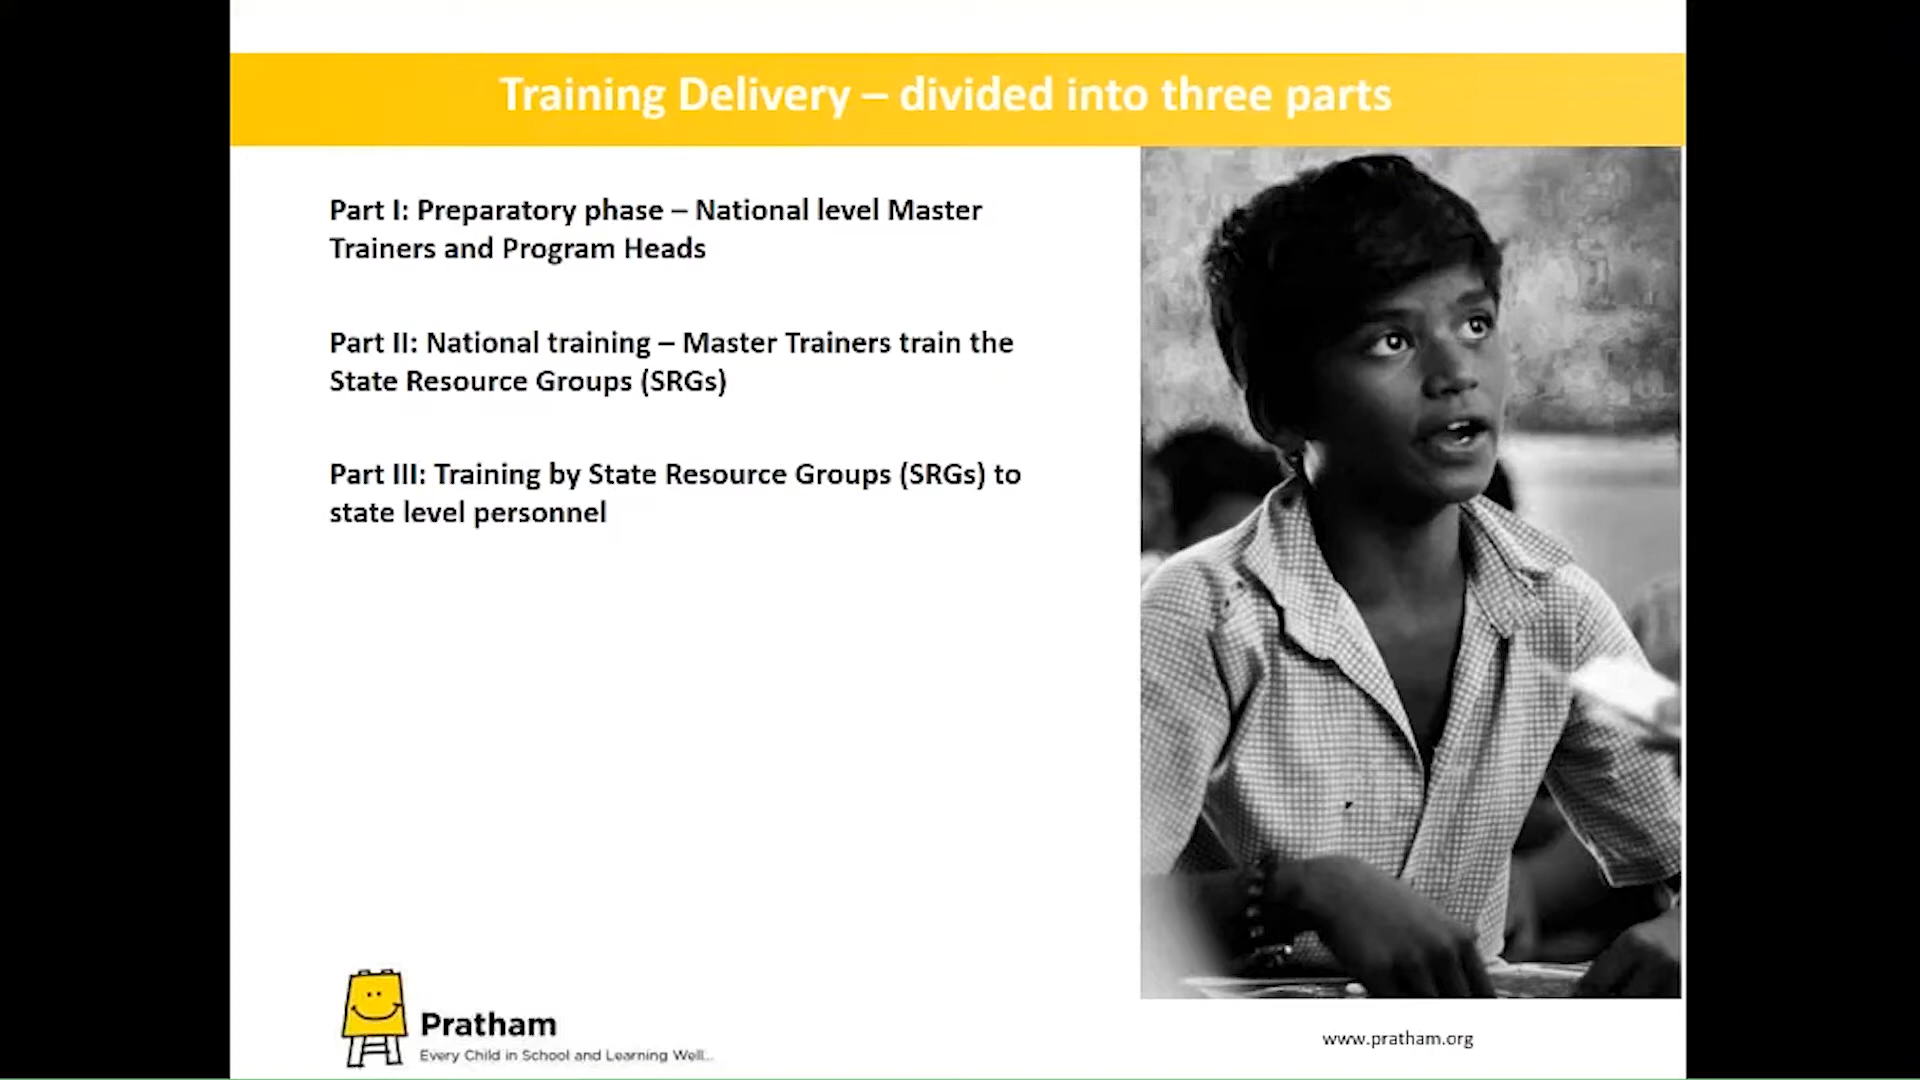 Training Delivery – divided into three parts
Part I: Preparatory phase – National level Master
Trainers and Program Heads
Part II: National training – Master Trainers train the
State Resource Groups (SRGs)
Part III: Training by State Resource Groups (SRGs) to
state level personnel
Pratham
Every Child in School and Learning Well...
www.pratham.org